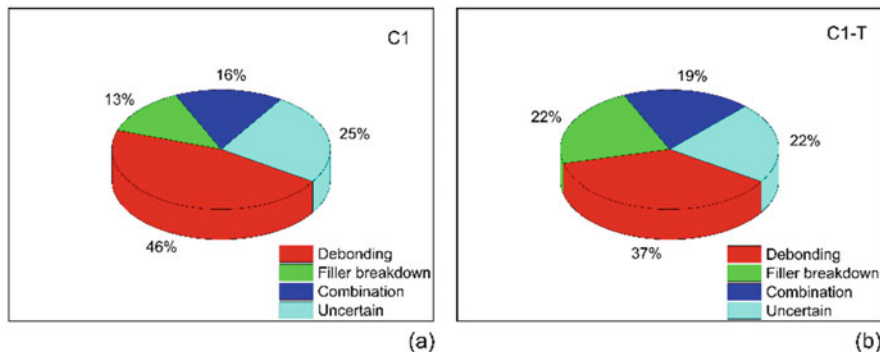 C1
16%
13%
25%
46%
Debonding
Filler breakdown
Combination
Uncertain
(a)
C1-T
19%
22%
22%
37%
Debonding
Filler breakdown
Combination
Uncertain
(b)